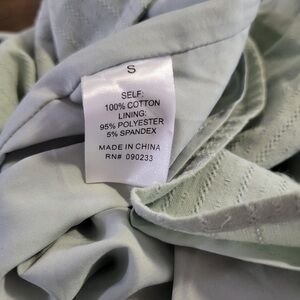 S
SELF:
100% COTTON
LINING:
95% POLYESTER
5% SPANDEX
MADE IN CHINA
RN# 090233